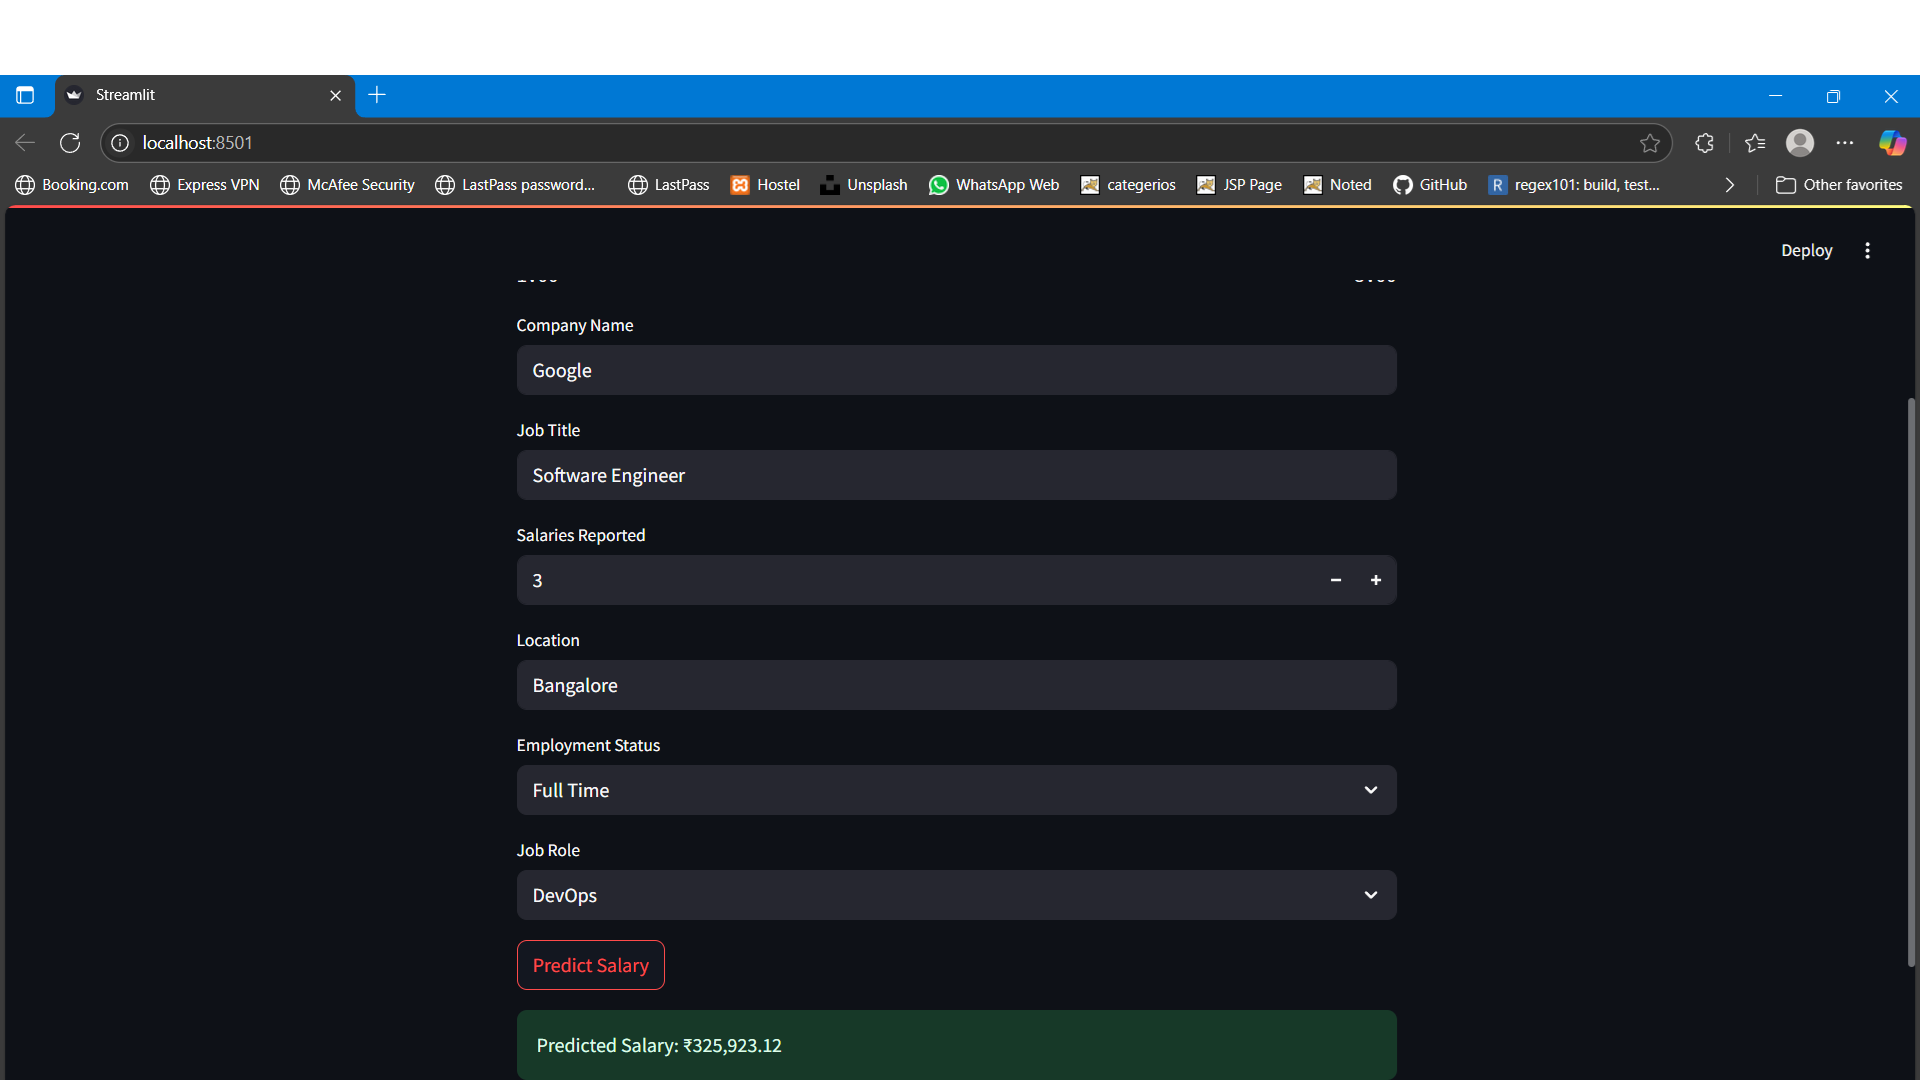 Streamlit
localhost:8501
Booking.com Express VPN McAfee Security LastPass password... LastPass Hostel Unsplash WhatsApp Web categerios JSP Page Noted GitHub R regex101: build, test... Other favorites
Deploy
Company Name
Google
Job Title
Software Engineer
Salaries Reported
3
Location
Bangalore
Employment Status
Full Time
Job Role
DevOps
Predict Salary
Predicted Salary: ₹325,923.12